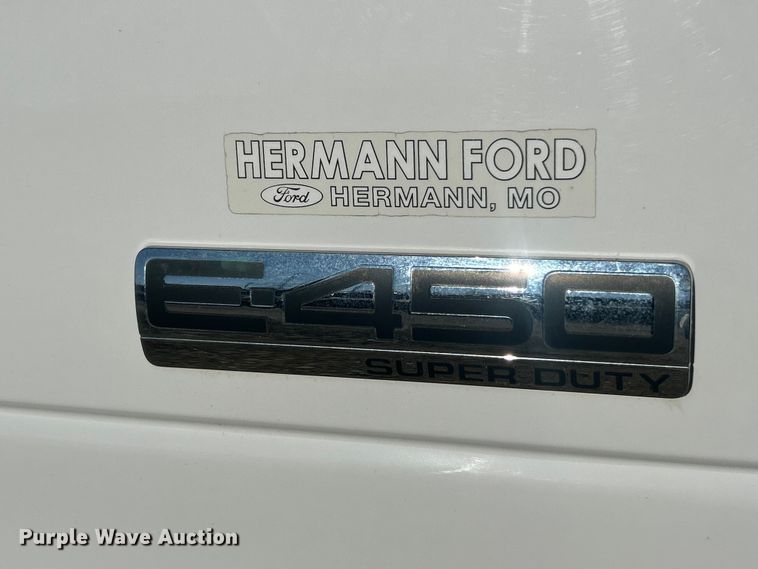 HERMANN FORD
Ford HERMANN, MO
E-450
SUPER DUTY
Purple Wave Auction